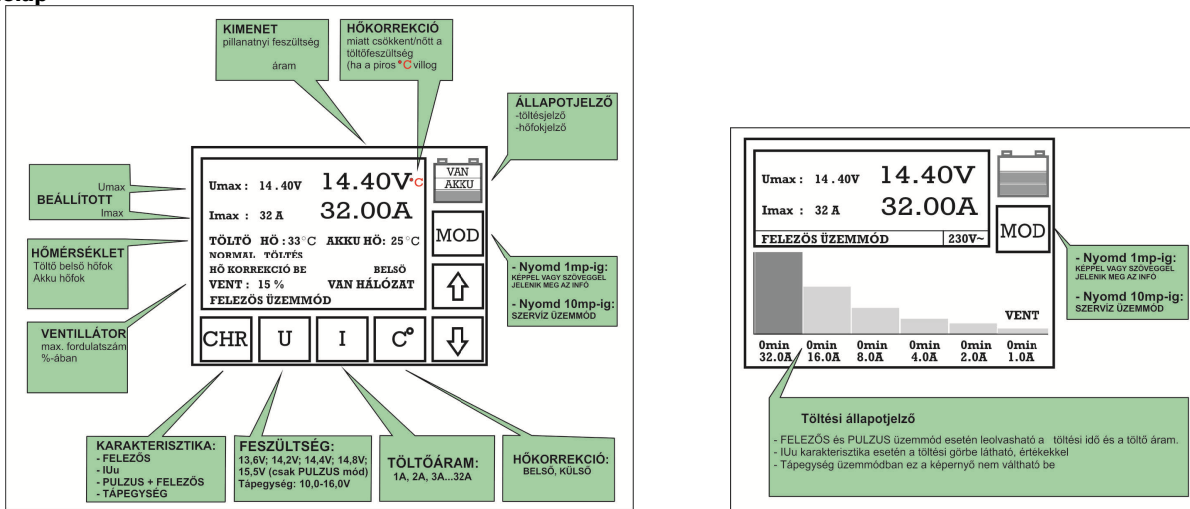 KIMENET
pillanatnyi feszültség
áram
HŐKORREKCIÓ
miatt csökkent/nőtt a
töltőfeszültség
(ha a piros °C villog
ÁLLAPOTJELZŐ
-töltésjelző
-hőfokjelző
Umax
BEÁLLÍTOTT
Imax
HŐMÉRSÉKLET
Töltő belső hőfok
Akku hőfok
VENTILLÁTOR
max. fordulatszám
%-ában
Umax : 14 . 40V 14.40V °C
Imax : 32 A 32.00A
TÖLTÖ HÖ : 33°C AKKU HÖ: 25°C
NORMAL TÖLTÉS
HÖ KORREKCIÓ BE BELSÖ
VENT : 15 % VAN HÁLÓZAT
FELEZÖS ÜZEMMÓD
VAN
AKKU
MOD
CHR U I C°
- Nyomd 1mp-ig:
KÉPPEL VAGY SZÖVEGGEL
JELENIK MEG AZ INFÓ
- Nyomd 10mp-ig:
SZERVÍZ ÜZEMMÓD
KARAKTERISZTIKA:
- FELEZŐS
- IUu
- PULZUS + FELEZŐS
- TÁPEGYSÉG
FESZÜLTSÉG:
13,6V; 14,2V; 14,4V; 14,8V;
15,5V (csak PULZUS mód)
Tápegység: 10,0-16,0V
TÖLTŐÁRAM:
1A, 2A, 3A...32A
HŐKORREKCIÓ:
BELSŐ, KÜLSŐ
Umax : 14 . 40V 14.40V
Imax : 32 A 32.00A
FELEZÖS ÜZEMMÓD 230V~
MOD
VENT
0min 0min 0min 0min 0min 0min
32.0A 16.0A 8.0A 4.0A 2.0A 1.0A
- Nyomd 1mp-ig:
KÉPPEL VAGY SZÖVEGGEL
JELENIK MEG AZ INFÓ
- Nyomd 10mp-ig:
SZERVÍZ ÜZEMMÓD
Töltési állapotjelző
- FELEZŐS és PULZUS üzemmód esetén leolvasható a töltési idő és a töltő áram.
- IUu karakterisztika esetén a töltési görbe látható, értékekkel
- Tápegység üzemmódban ez a képernyő nem váltható be